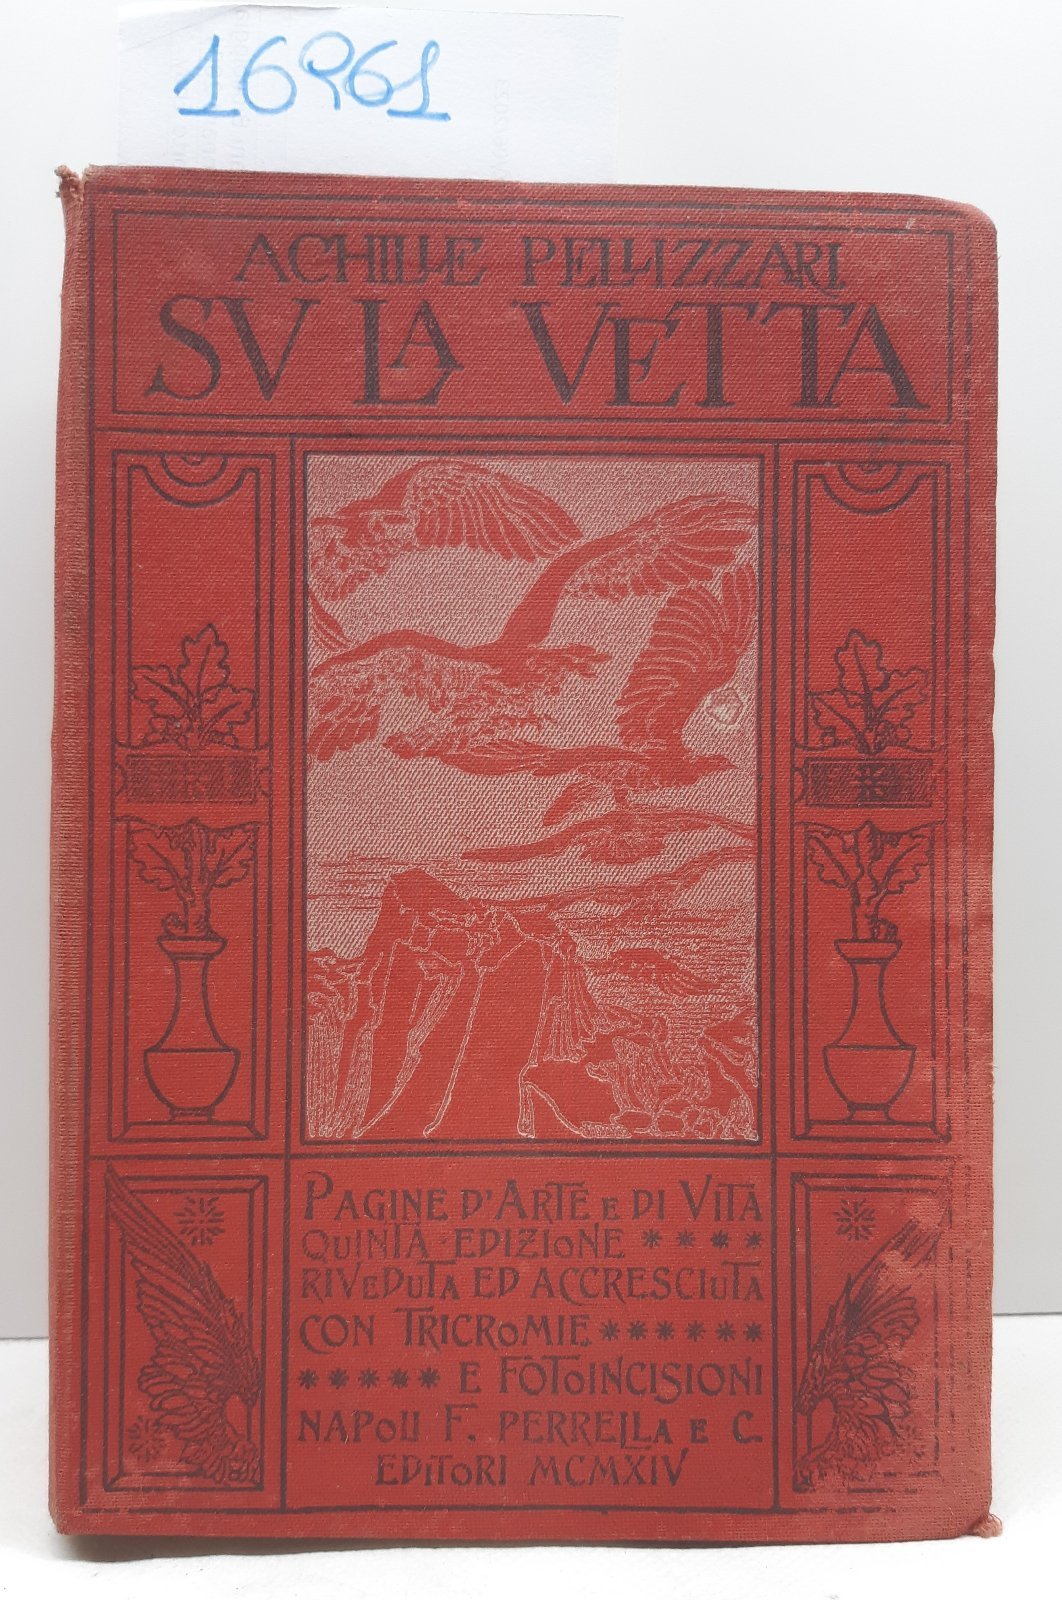 16961
ACHILLE PELLIZZARI
SV LA VETTA
PAGINE D'ARTE E DI VITA
QUINTA EDIZIONE ****
RIVEDUTA ED ACCRESCIUTA
CON TRICROMIE ******
***** E FOTOINCISIONI
NAPOLI F. PERRELLA E C.
EDITORI MCMXIV